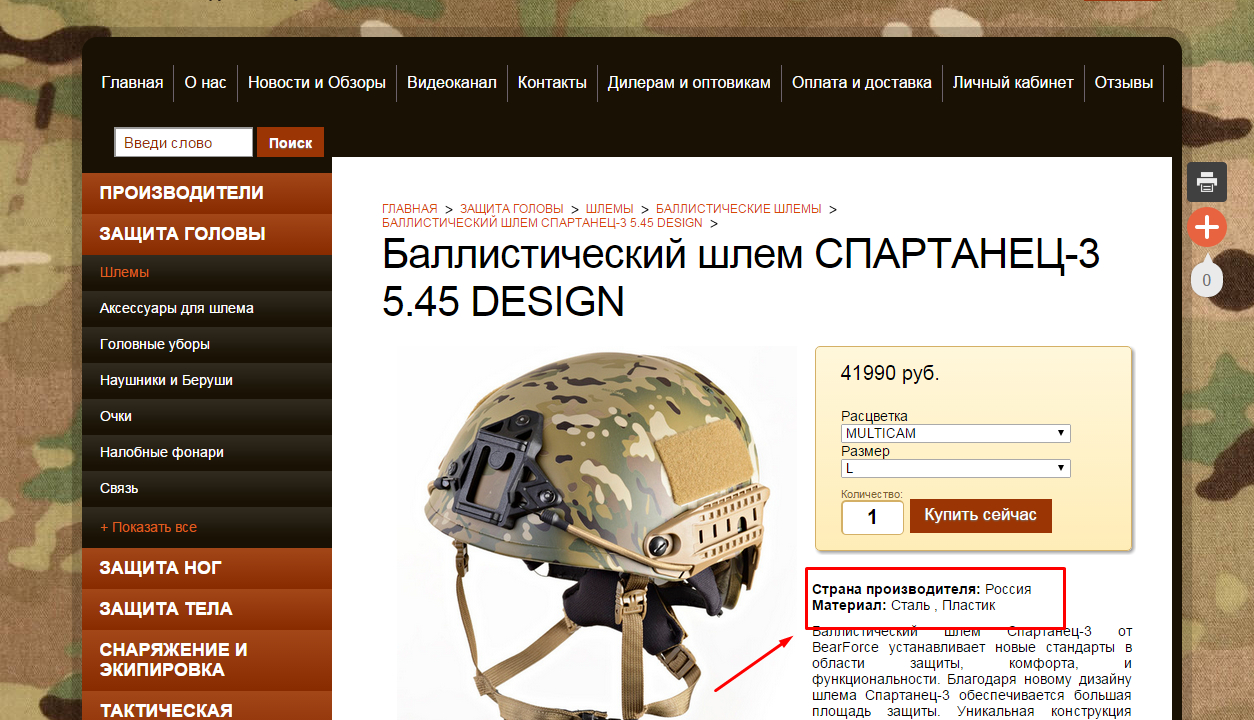 Главная
О нас
Новости и Обзоры
Видеоканал
Контакты
Дилерам и оптовикам
Оплата и доставка
Личный кабинет
Отзывы
Введи слово
Поиск
ПРОИЗВОДИТЕЛИ
ЗАЩИТА ГОЛОВЫ
Шлемы
Аксессуары для шлема
Головные уборы
Наушники и Беруши
Очки
Налобные фонари
Связь
+ Показать все
ЗАЩИТА НОГ
ЗАЩИТА ТЕЛА
СНАРЯЖЕНИЕ И
ЭКИПИРОВКА
ТАКТИЧЕСКАЯ
ГЛАВНАЯ > ЗАЩИТА ГОЛОВЫ > ШЛЕМЫ > БАЛЛИСТИЧЕСКИЕ ШЛЕМЫ >
БАЛЛИСТИЧЕСКИЙ ШЛЕМ СПАРТАНЕЦ-3 5.45 DESIGN >
Баллистический шлем СПАРТАНЕЦ-3
5.45 DESIGN
41990 руб.
Расцветка
MULTICAM
Размер
L
Количество:
1
Купить сейчас
Страна производителя: Россия
Материал: Сталь , Пластик
Баллистический шлем Спартанец-3 от
BearForce устанавливает новые стандарты в
области защиты, комфорта, и
функциональности. Благодаря новому дизайну
шлема Спартанец-3 обеспечивается большая
площадь защиты. Уникальная конструкция
0